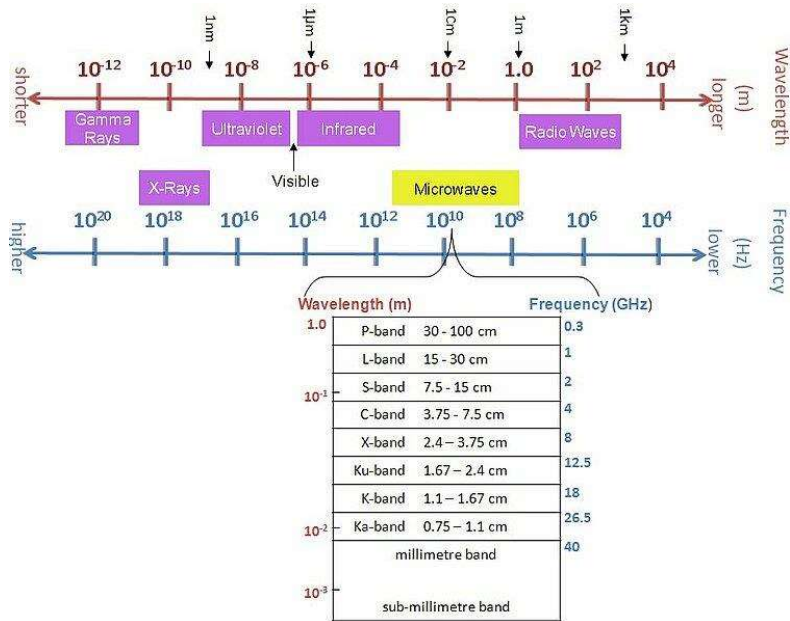 1nm 1µm 1Cm 1m 1Km
shorter 10⁻¹² 10⁻¹⁰ 10⁻⁸ 10⁻⁶ 10⁻⁴ 10⁻² 1.0 10² 10⁴ longer (m) Wavelength
Gamma Rays Ultraviolet Infrared Radio Waves
Visible
X-Rays Microwaves
higher 10²⁰ 10¹⁸ 10¹⁶ 10¹⁴ 10¹² 10¹⁰ 10⁸ 10⁶ 10⁴ lower (Hz) Frequency
Wavelength (m) Frequency (GHz)
1.0 0.3
P-band 30 - 100 cm
1
L-band 15 - 30 cm
2
S-band 7.5 - 15 cm
10⁻¹ 4
C-band 3.75 - 7.5 cm
8
X-band 2.4 – 3.75 cm
12.5
Ku-band 1.67 – 2.4 cm
18
K-band 1.1 – 1.67 cm
26.5
10⁻² Ka-band 0.75 – 1.1 cm
40
millimetre band
10⁻³
sub-millimetre band